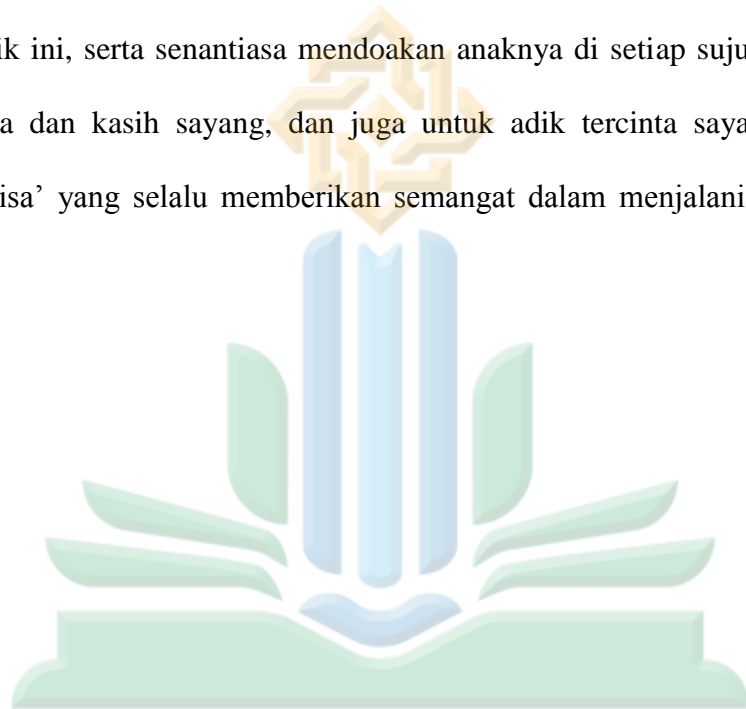 ik ini, serta senantiasa mendoakan anaknya di setiap suju
a dan kasih sayang, dan juga untuk adik tercinta saya
isa’ yang selalu memberikan semangat dalam menjalani